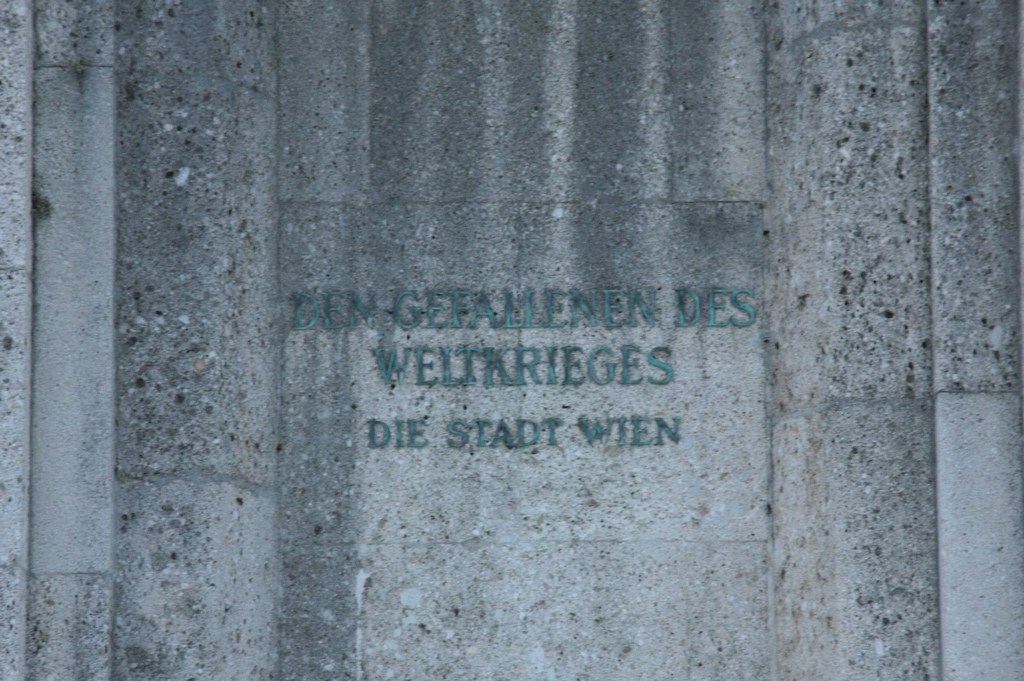 DEN GEFALLENEN DES
WELTKRIEGES
DIE STADT WIEN